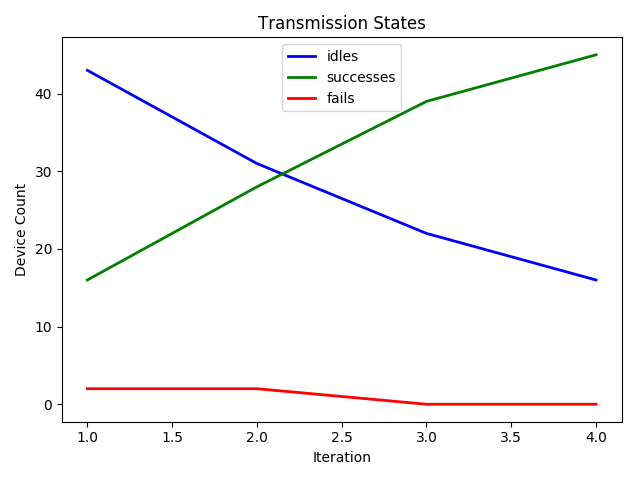 Transmission States
idles
successes
fails
Device Count
40
30
20
10
0
1.0 1.5 2.0 2.5 3.0 3.5 4.0
Iteration